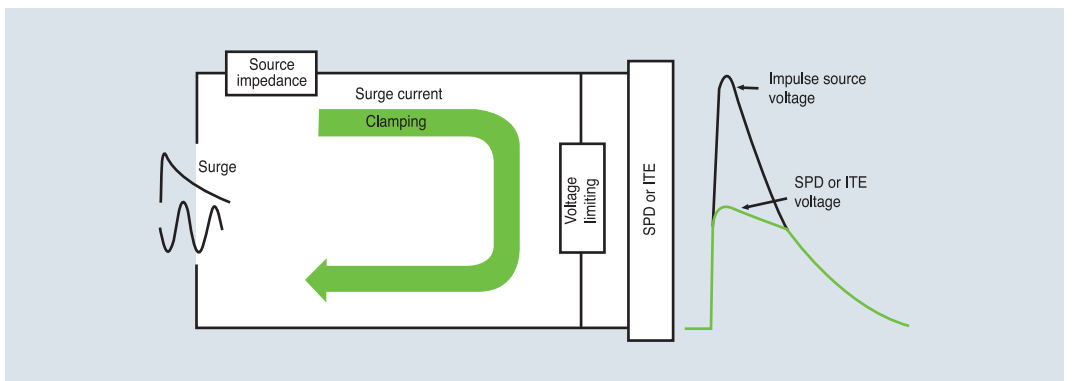 Source
impedance
Surge current
Clamping
Surge
Voltage
limiting
SPD or ITE
Impulse source
voltage
SPD or ITE
voltage